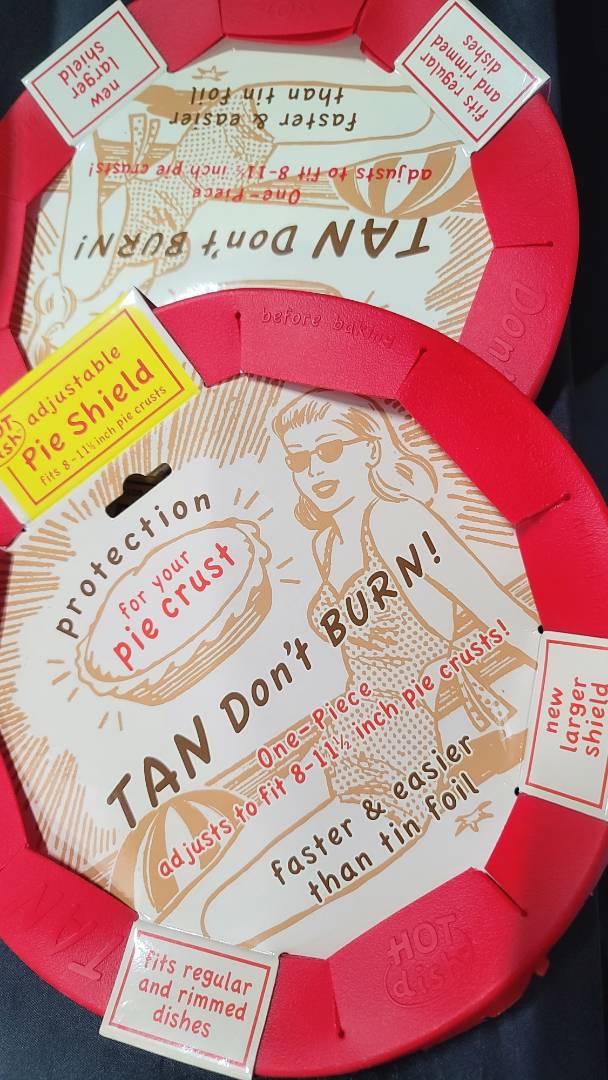 new
larger
shield
fits regular
and rimmed
dishes
faster & easier
than tin foil
One-Piece
adjusts to fit 8-11½ inch pie crusts!
TAN Don't BURN!
Don't
before baking
HOT
dish
adjustable
Pie Shield
fits 8-11½ inch pie crusts
protection
for your
pie crust
TAN Don't BURN!
One-Piece
adjusts to fit 8-11½ inch pie crusts!
faster & easier
than tin foil
new
larger
shield
TAN
HOT
dish
fits regular
and rimmed
dishes